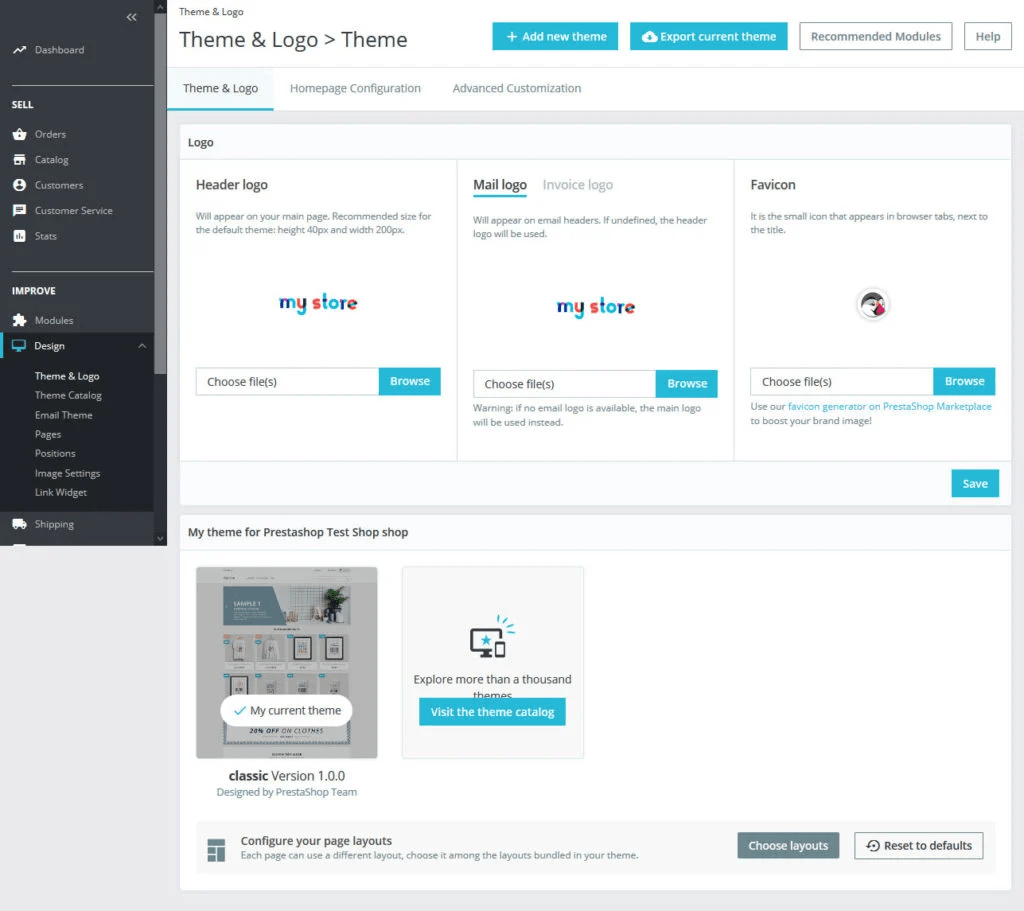 Dashboard
SELL
Orders
Catalog
Customers
Customer Service
Stats
IMPROVE
Modules
Design
Theme & Logo
Theme Catalog
Email Theme
Pages
Positions
Image Settings
Link Widget
Shipping
Theme & Logo
Theme & Logo > Theme
Add new theme
Export current theme
Recommended Modules
Help
Theme & Logo
Homepage Configuration
Advanced Customization
Logo
Header logo
Will appear on your main page. Recommended size for
the default theme: height 40px and width 200px.
my store
Choose file(s)
Browse
Mail logo
Invoice logo
Will appear on email headers. If undefined, the header
logo will be used.
my store
Choose file(s)
Browse
Warning: if no email logo is available, the main logo
will be used instead.
Favicon
It is the small icon that appears in browser tabs, next to
the title.
Choose file(s)
Browse
Use our favicon generator on PrestaShop Marketplace
to boost your brand image!
Save
My theme for Prestashop Test Shop shop
SAMPLE 1
My current theme
20% OFF ON CLOTHES
classic Version 1.0.0
Designed by PrestaShop Team
Explore more than a thousand
themes
Visit the theme catalog
Configure your page layouts
Each page can use a different layout, choose it among the layouts bundled in your theme.
Choose layouts
Reset to defaults